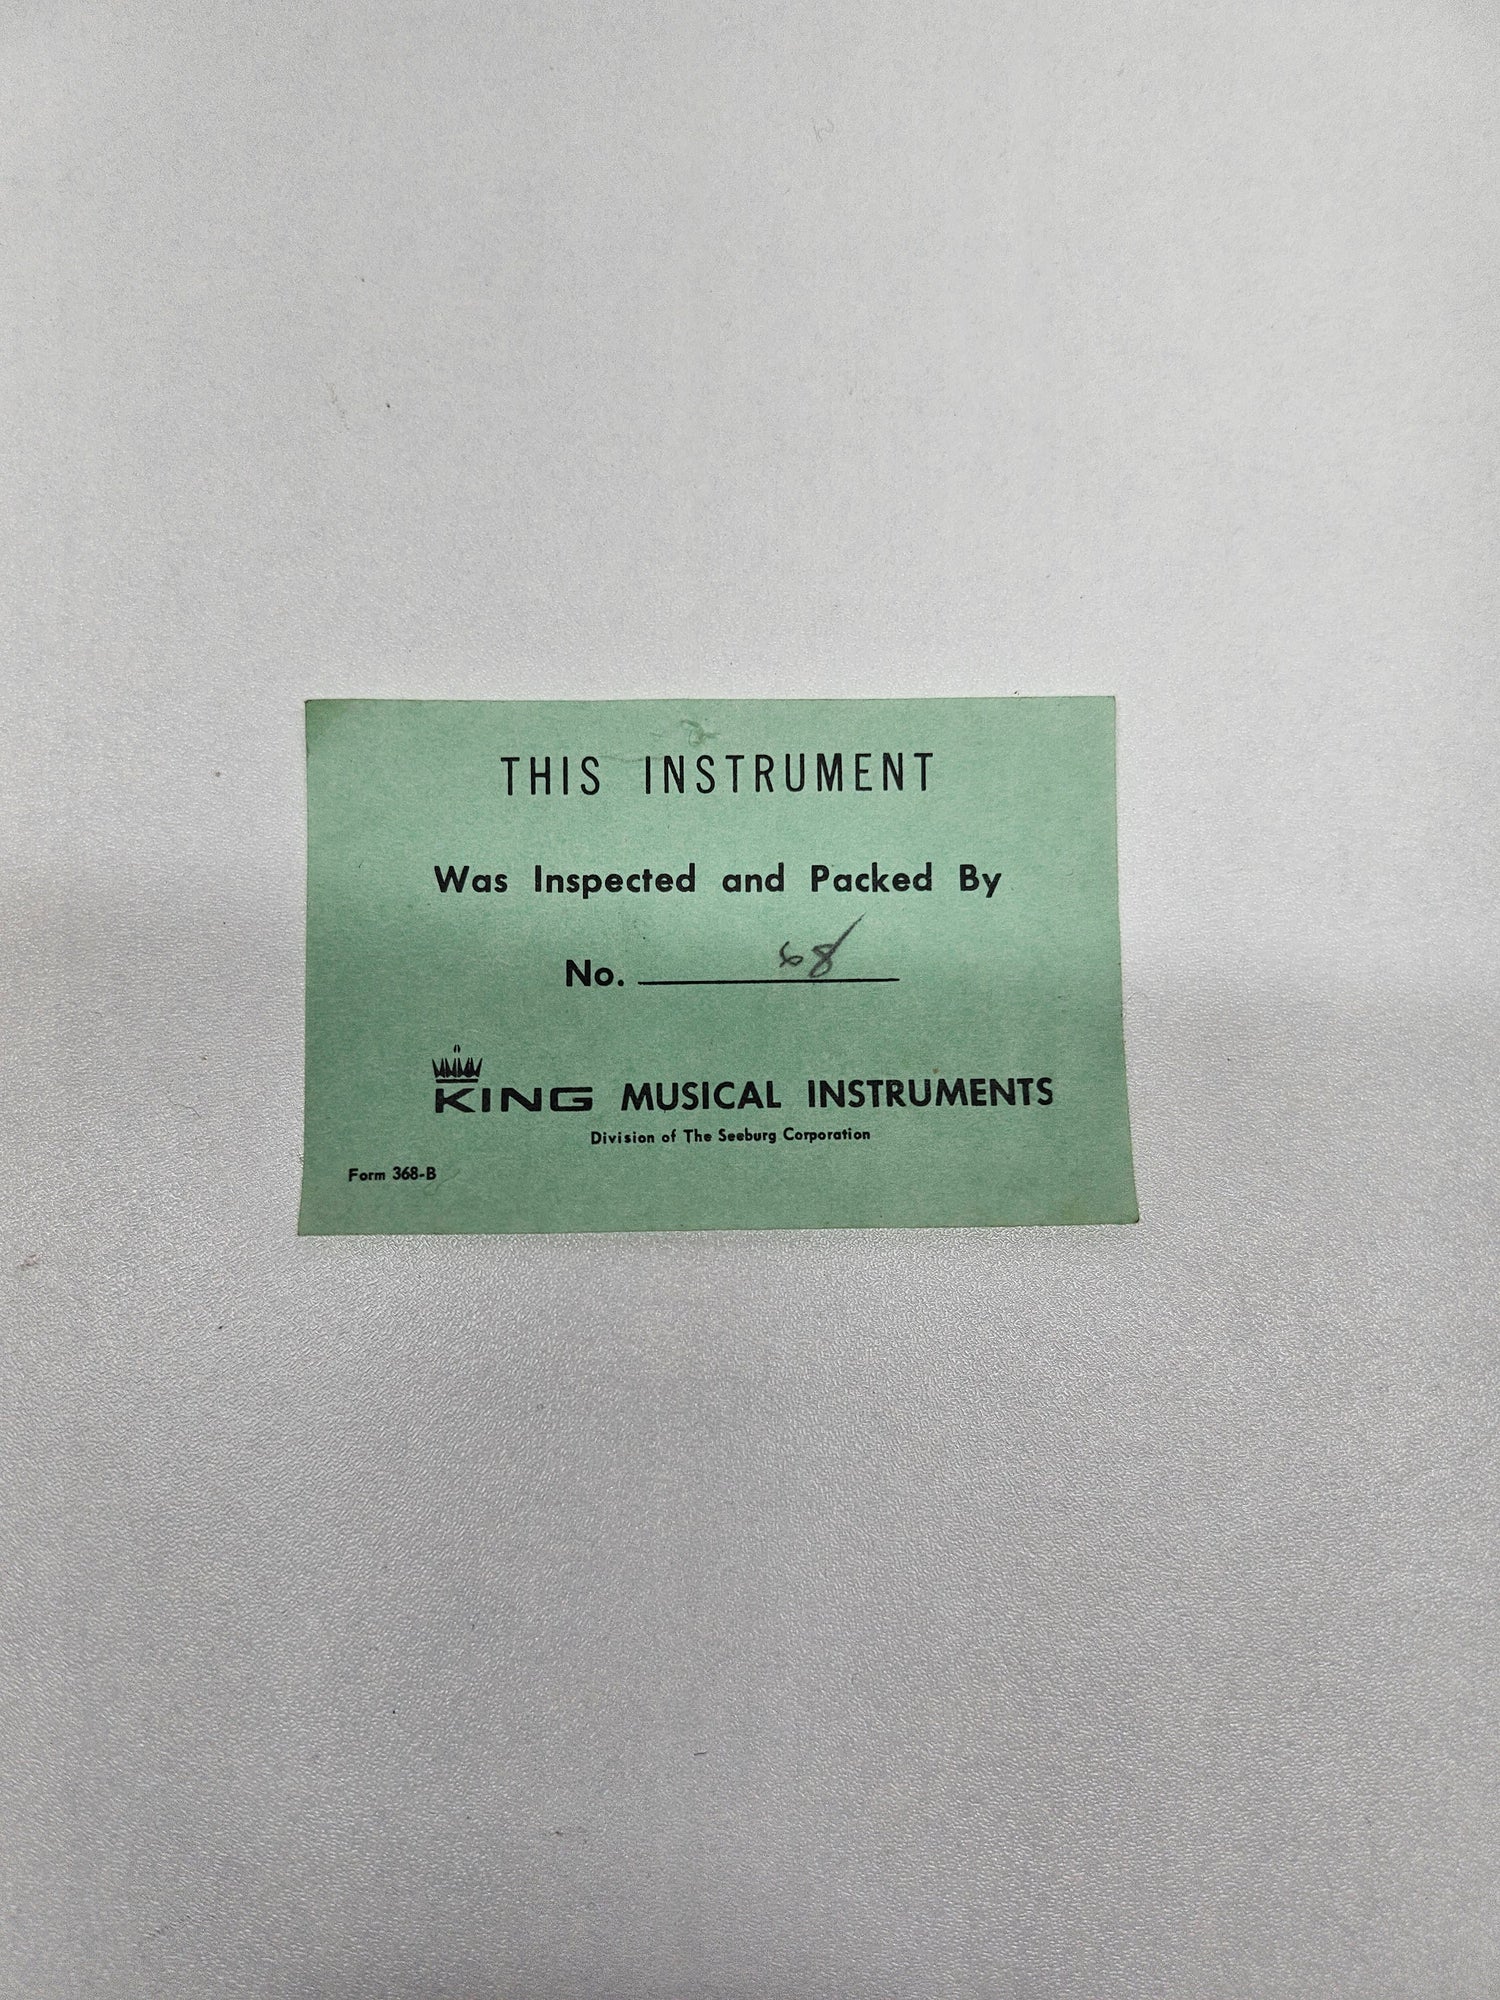 THIS INSTRUMENT
Was Inspected and Packed By
No. 68
KING MUSICAL INSTRUMENTS
Division of The Seeburg Corporation
Form 368-B